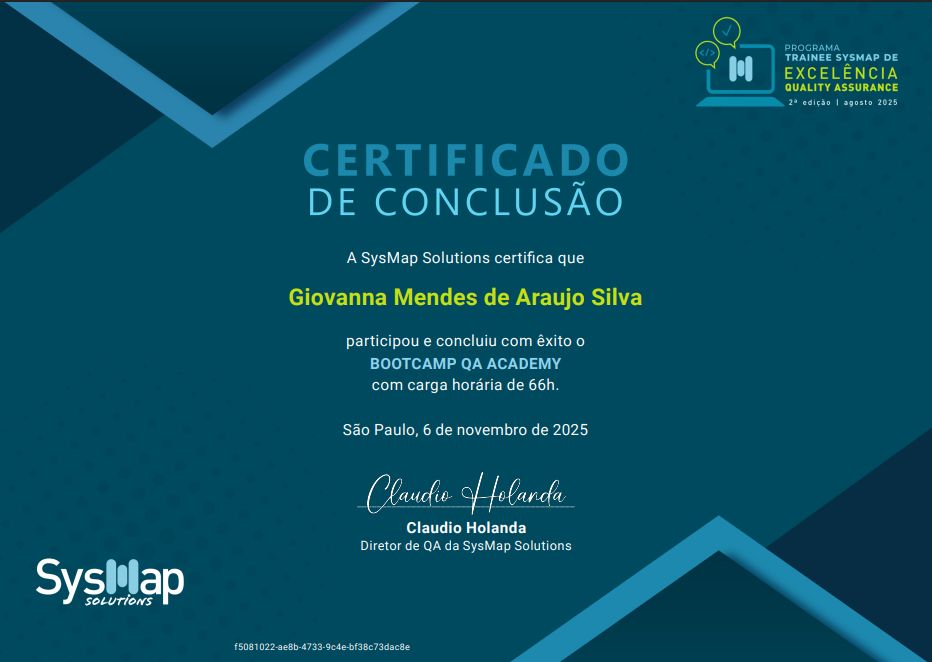 </>
PROGRAMA
TRAINEE SYSMAP DE
EXCELÊNCIA
QUALITY ASSURANCE
2ª edição | agosto 2025
CERTIFICADO
DE CONCLUSÃO
A SysMap Solutions certifica que
Giovanna Mendes de Araujo Silva
participou e concluiu com êxito o
BOOTCAMP QA ACADEMY
com carga horária de 66h.
São Paulo, 6 de novembro de 2025
Claudio Holanda
Claudio Holanda
Diretor de QA da SysMap Solutions
SysMap
SOLUTIONS
f5081022-ae8b-4733-9c4e-bf38c73dac8e